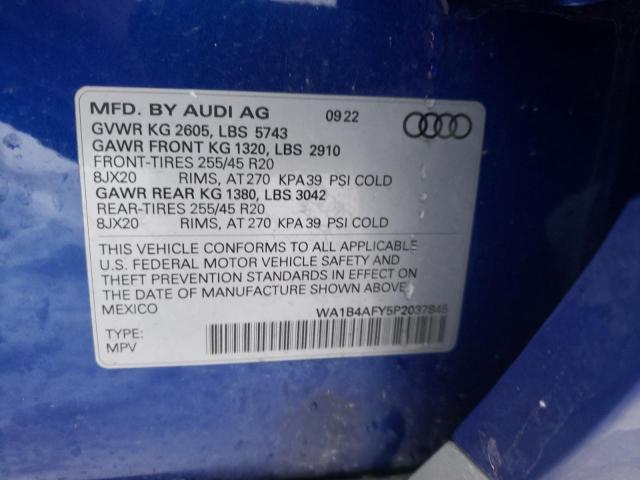 MFD. BY AUDI AG 09 22
GVWR KG 2605, LBS 5743
GAWR FRONT KG 1320, LBS 2910
FRONT-TIRES 255/45 R20
8JX20 RIMS, AT 270 KPA 39 PSI COLD
GAWR REAR KG 1380, LBS 3042
REAR-TIRES 255/45 R20
8JX20 RIMS, AT 270 KPA 39 PSI COLD
THIS VEHICLE CONFORMS TO ALL APPLICABLE
U.S. FEDERAL MOTOR VEHICLE SAFETY AND
THEFT PREVENTION STANDARDS IN EFFECT ON
THE DATE OF MANUFACTURE SHOWN ABOVE.
MEXICO WA1B4AFY5P2037845
TYPE:
MPV